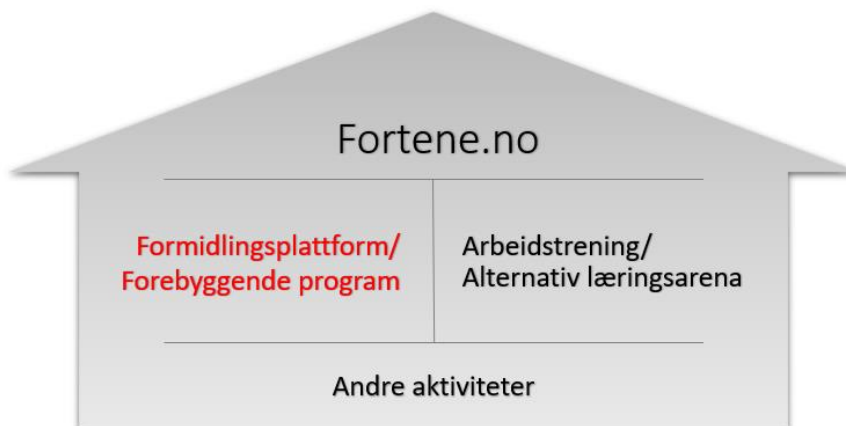 Fortene.no
Formidlingsplattform/
Forebyggende program
Arbeidstrening/
Alternativ læringsarena
Andre aktiviteter